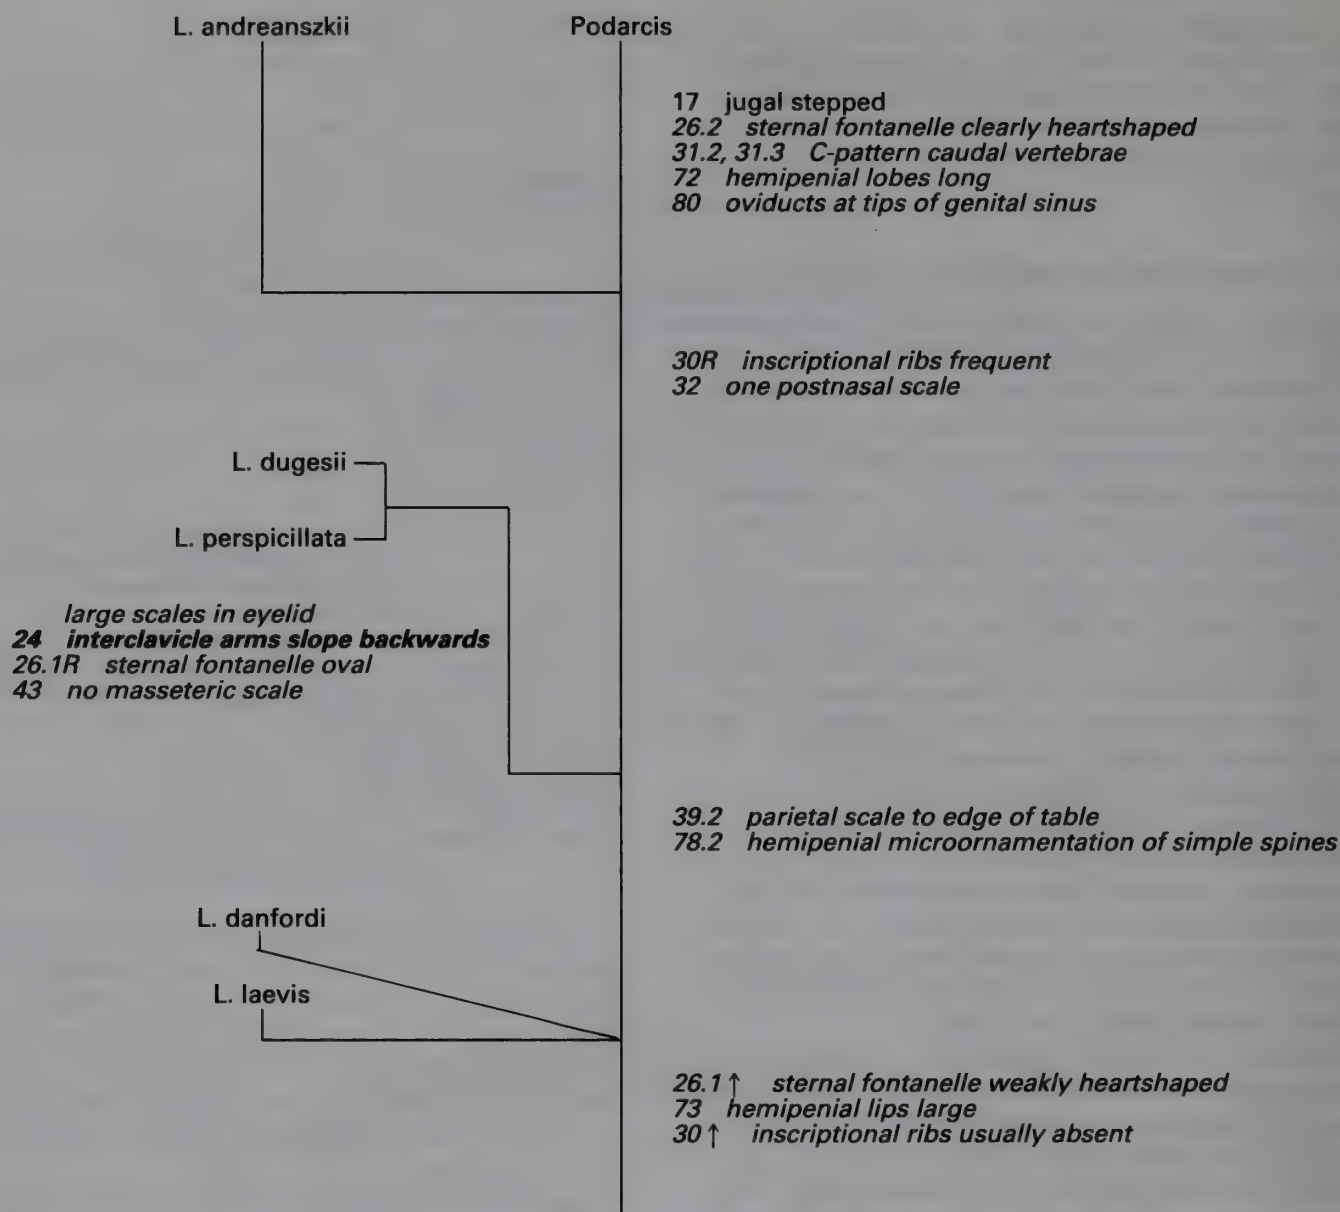 L. andreanszkii
Podarcis
17 jugal stepped
26.2 sternal fontanelle clearly heartshaped
31.2, 31.3 C-pattern caudal vertebrae
72 hemipenial lobes long
80 oviducts at tips of genital sinus
30R inscriptional ribs frequent
32 one postnasal scale
L. dugesii
L. perspicillata
large scales in eyelid
24 interclavicle arms slope backwards
26.1R sternal fontanelle oval
43 no masseteric scale
39.2 parietal scale to edge of table
78.2 hemipenial microornamentation of simple spines
L. danfordi
L. laevis
26.1↑ sternal fontanelle weakly heartshaped
73 hemipenial lips large
30↑ inscriptional ribs usually absent